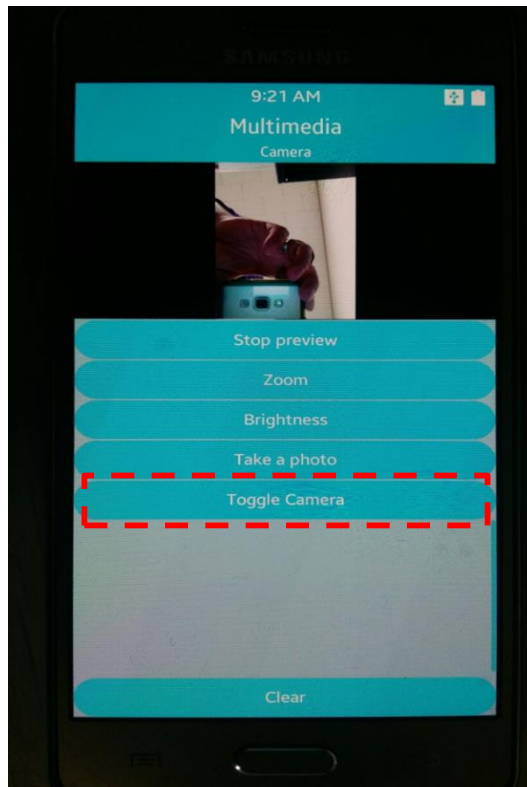 SAMSUNG
9:21 AM
Multimedia
Camera
Stop preview
Zoom
Brightness
Take a photo
Toggle Camera
Clear